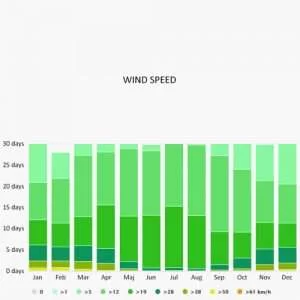 WIND SPEED
30 days
25 days
20 days
15 days
10 days
5 days
0 days
Jan Feb Mar Apr Maj Jun Jul Aug Sep Oct Nov Dec
0 >1 >5 >12 >19 >28 >38 >50 >61 km/h